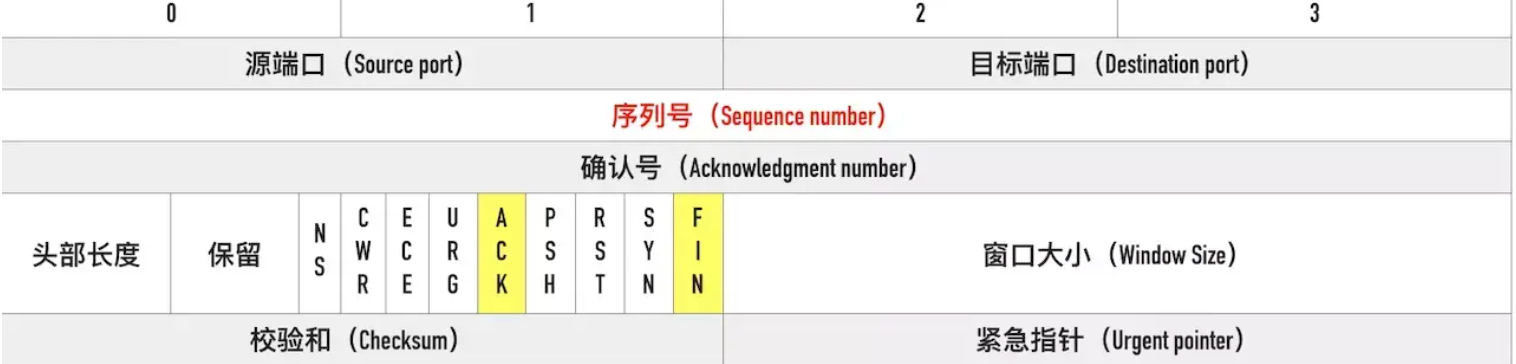 0 1 2 3
源端口（Source port） 目标端口（Destination port）
序列号（Sequence number）
确认号（Acknowledgment number）
头部长度 保留 NS CWR ECE URG ACK PSH RST SYN FIN 窗口大小（Window Size）
校验和（Checksum） 紧急指针（Urgent pointer）